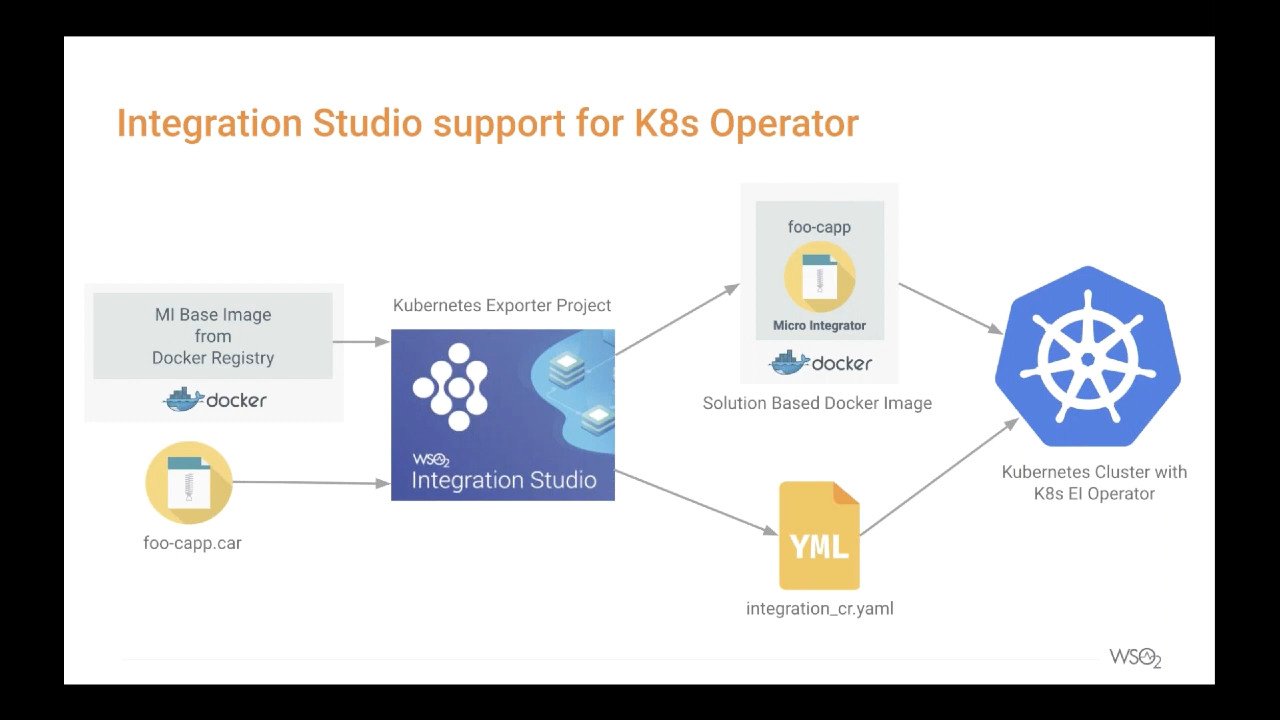 Integration Studio support for K8s Operator
MI Base Image
from
Docker Registry
docker
foo-capp.car
Kubernetes Exporter Project
WSO2
Integration Studio
foo-capp
Micro Integrator
docker
Solution Based Docker Image
YML
integration_cr.yaml
Kubernetes Cluster with
K8s EI Operator
WSO2